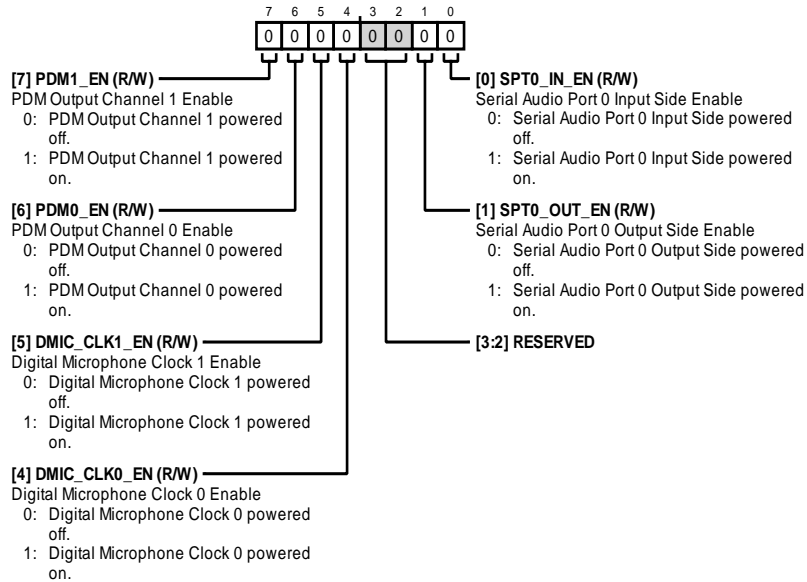 7 6 5 4 3 2 1 0
0 0 0 0 0 0 0 0
[7] PDM1_EN (R/W)
PDM Output Channel 1 Enable
0: PDM Output Channel 1 powered
off.
1: PDM Output Channel 1 powered
on.
[6] PDM0_EN (R/W)
PDM Output Channel 0 Enable
0: PDM Output Channel 0 powered
off.
1: PDM Output Channel 0 powered
on.
[5] DMIC_CLK1_EN (R/W)
Digital Microphone Clock 1 Enable
0: Digital Microphone Clock 1 powered
off.
1: Digital Microphone Clock 1 powered
on.
[4] DMIC_CLK0_EN (R/W)
Digital Microphone Clock 0 Enable
0: Digital Microphone Clock 0 powered
off.
1: Digital Microphone Clock 0 powered
on.
[0] SPT0_IN_EN (R/W)
Serial Audio Port 0 Input Side Enable
0: Serial Audio Port 0 Input Side powered
off.
1: Serial Audio Port 0 Input Side powered
on.
[1] SPT0_OUT_EN (R/W)
Serial Audio Port 0 Output Side Enable
0: Serial Audio Port 0 Output Side powered
off.
1: Serial Audio Port 0 Output Side powered
on.
[3:2] RESERVED